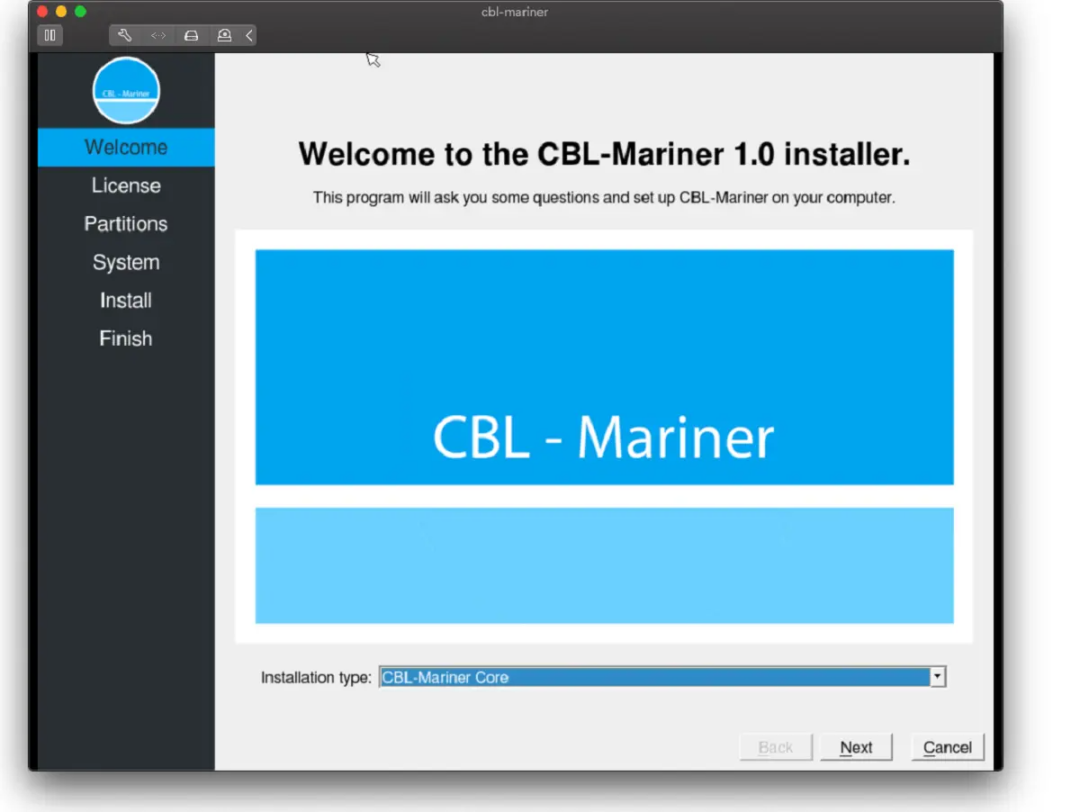 cbl-mariner
CBL - Mariner
Welcome
License
Partitions
System
Install
Finish
Welcome to the CBL-Mariner 1.0 installer.
This program will ask you some questions and set up CBL-Mariner on your computer.
CBL - Mariner
Installation type: CBL-Mariner Core
Back Next Cancel